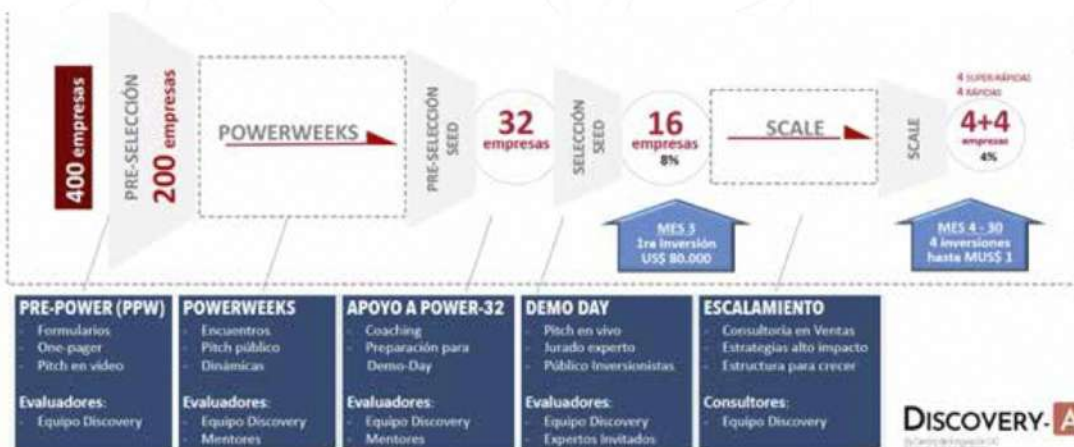 400 empresas
PRE-SELECCIÓN
200 empresas
POWERWEEKS
PRE-SELECCIÓN
SEED
32
empresas
SELECCIÓN
SEED
16
empresas
8%
SCALE
SCALE
4 SUPER-RÁPIDAS
4 RÁPIDAS
4+4
empresas
4%
MES 3
1ra Inversión
US$ 80.000
MES 4 - 30
4 inversiones
hasta MUS$ 1
PRE-POWER (PPW)
- Formularios
- One-pager
- Pitch en video
Evaluadores:
- Equipo Discovery
POWERWEEKS
- Encuentros
- Pitch público
- Dinámicas
Evaluadores:
- Equipo Discovery
- Mentores
APOYO A POWER-32
- Coaching
- Preparación para
Demo-Day
Evaluadores:
- Equipo Discovery
- Mentores
DEMO DAY
- Pitch en vivo
- Jurado experto
- Público Inversionistas
Evaluadores:
- Equipo Discovery
- Expertos Invitados
ESCALAMIENTO
- Consultoría en Ventas
- Estrategias alto impacto
- Estructura para crecer
Consultores:
- Equipo Discovery
DISCOVERY- A